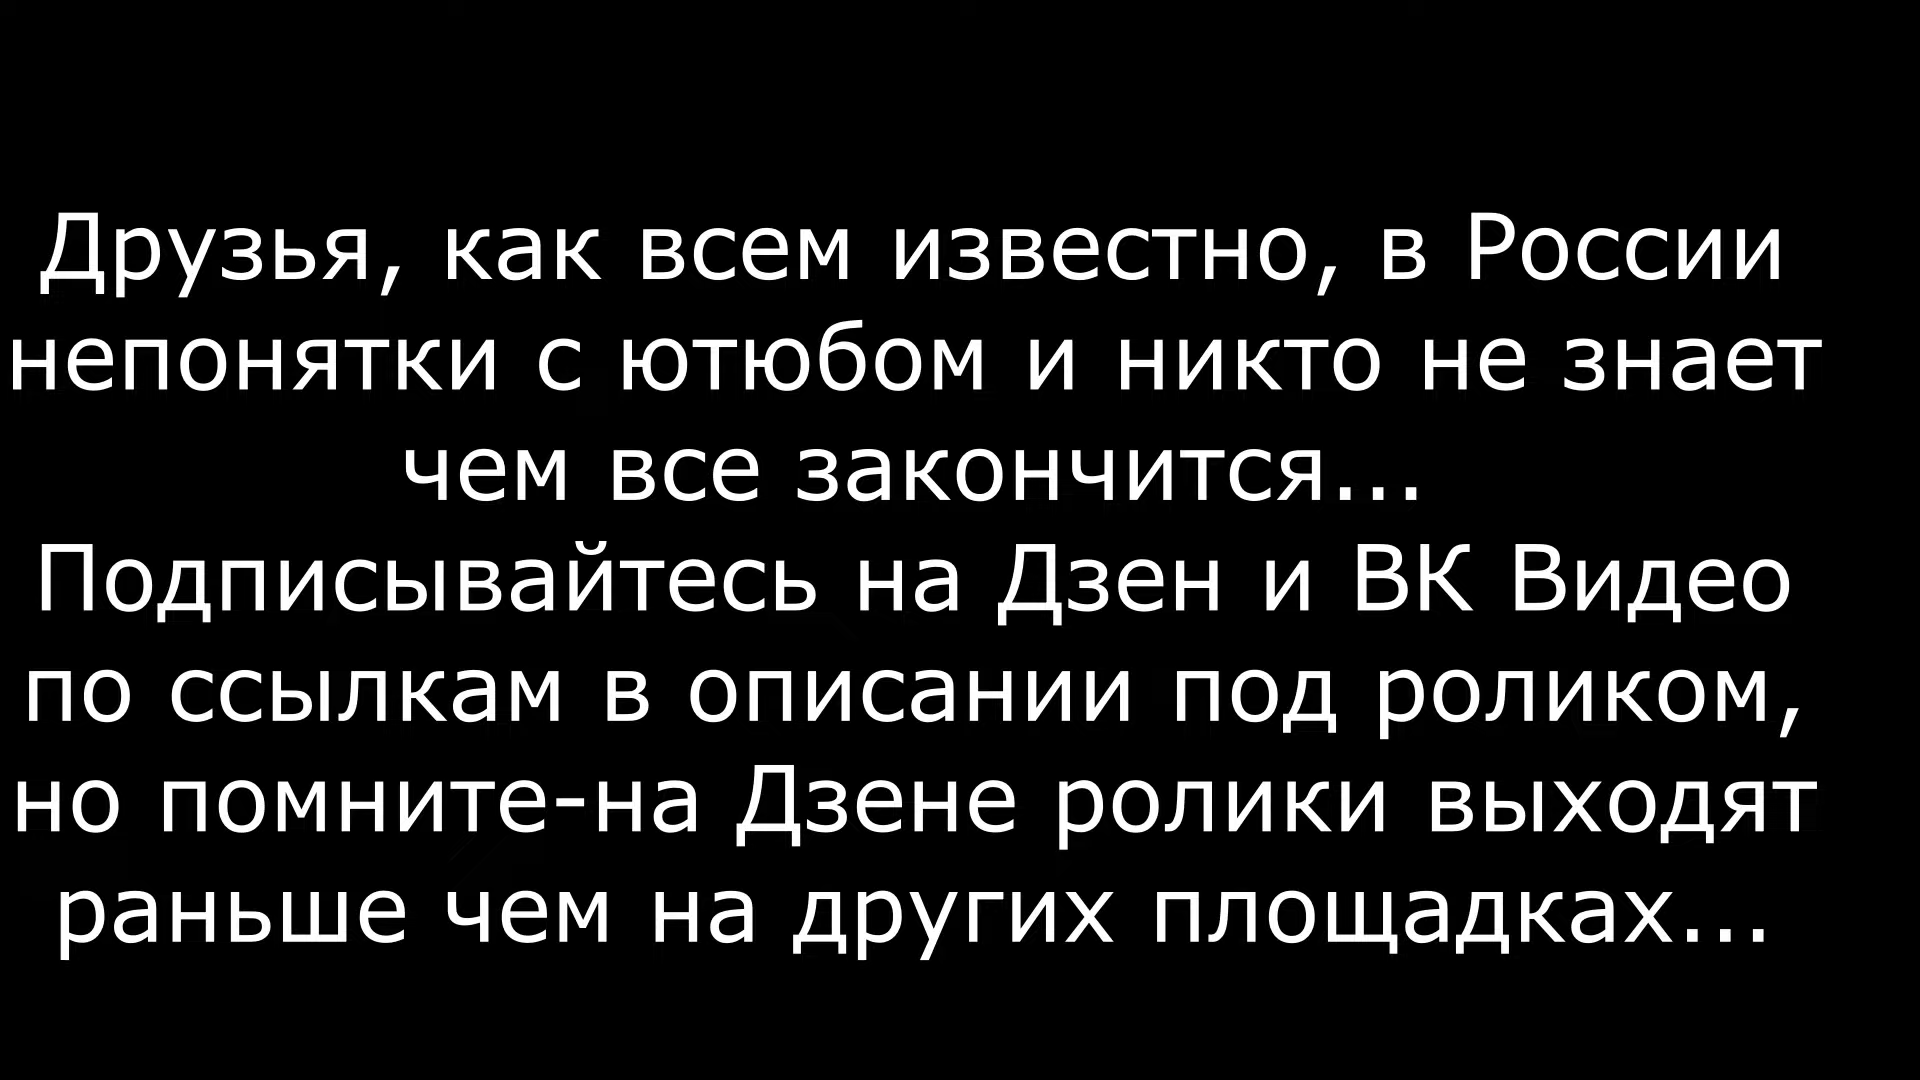 Друзья, как всем известно, в России
непонятки с ютюбом и никто не знает
чем все закончится...
Подписывайтесь на Дзен и ВК Видео
по ссылкам в описании под роликом,
но помните-на Дзене ролики выходят
раньше чем на других площадках...